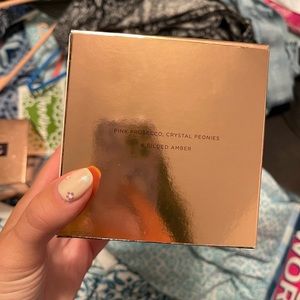 PINK PROSECCO, CRYSTAL PEONIES
& GILDED AMBER